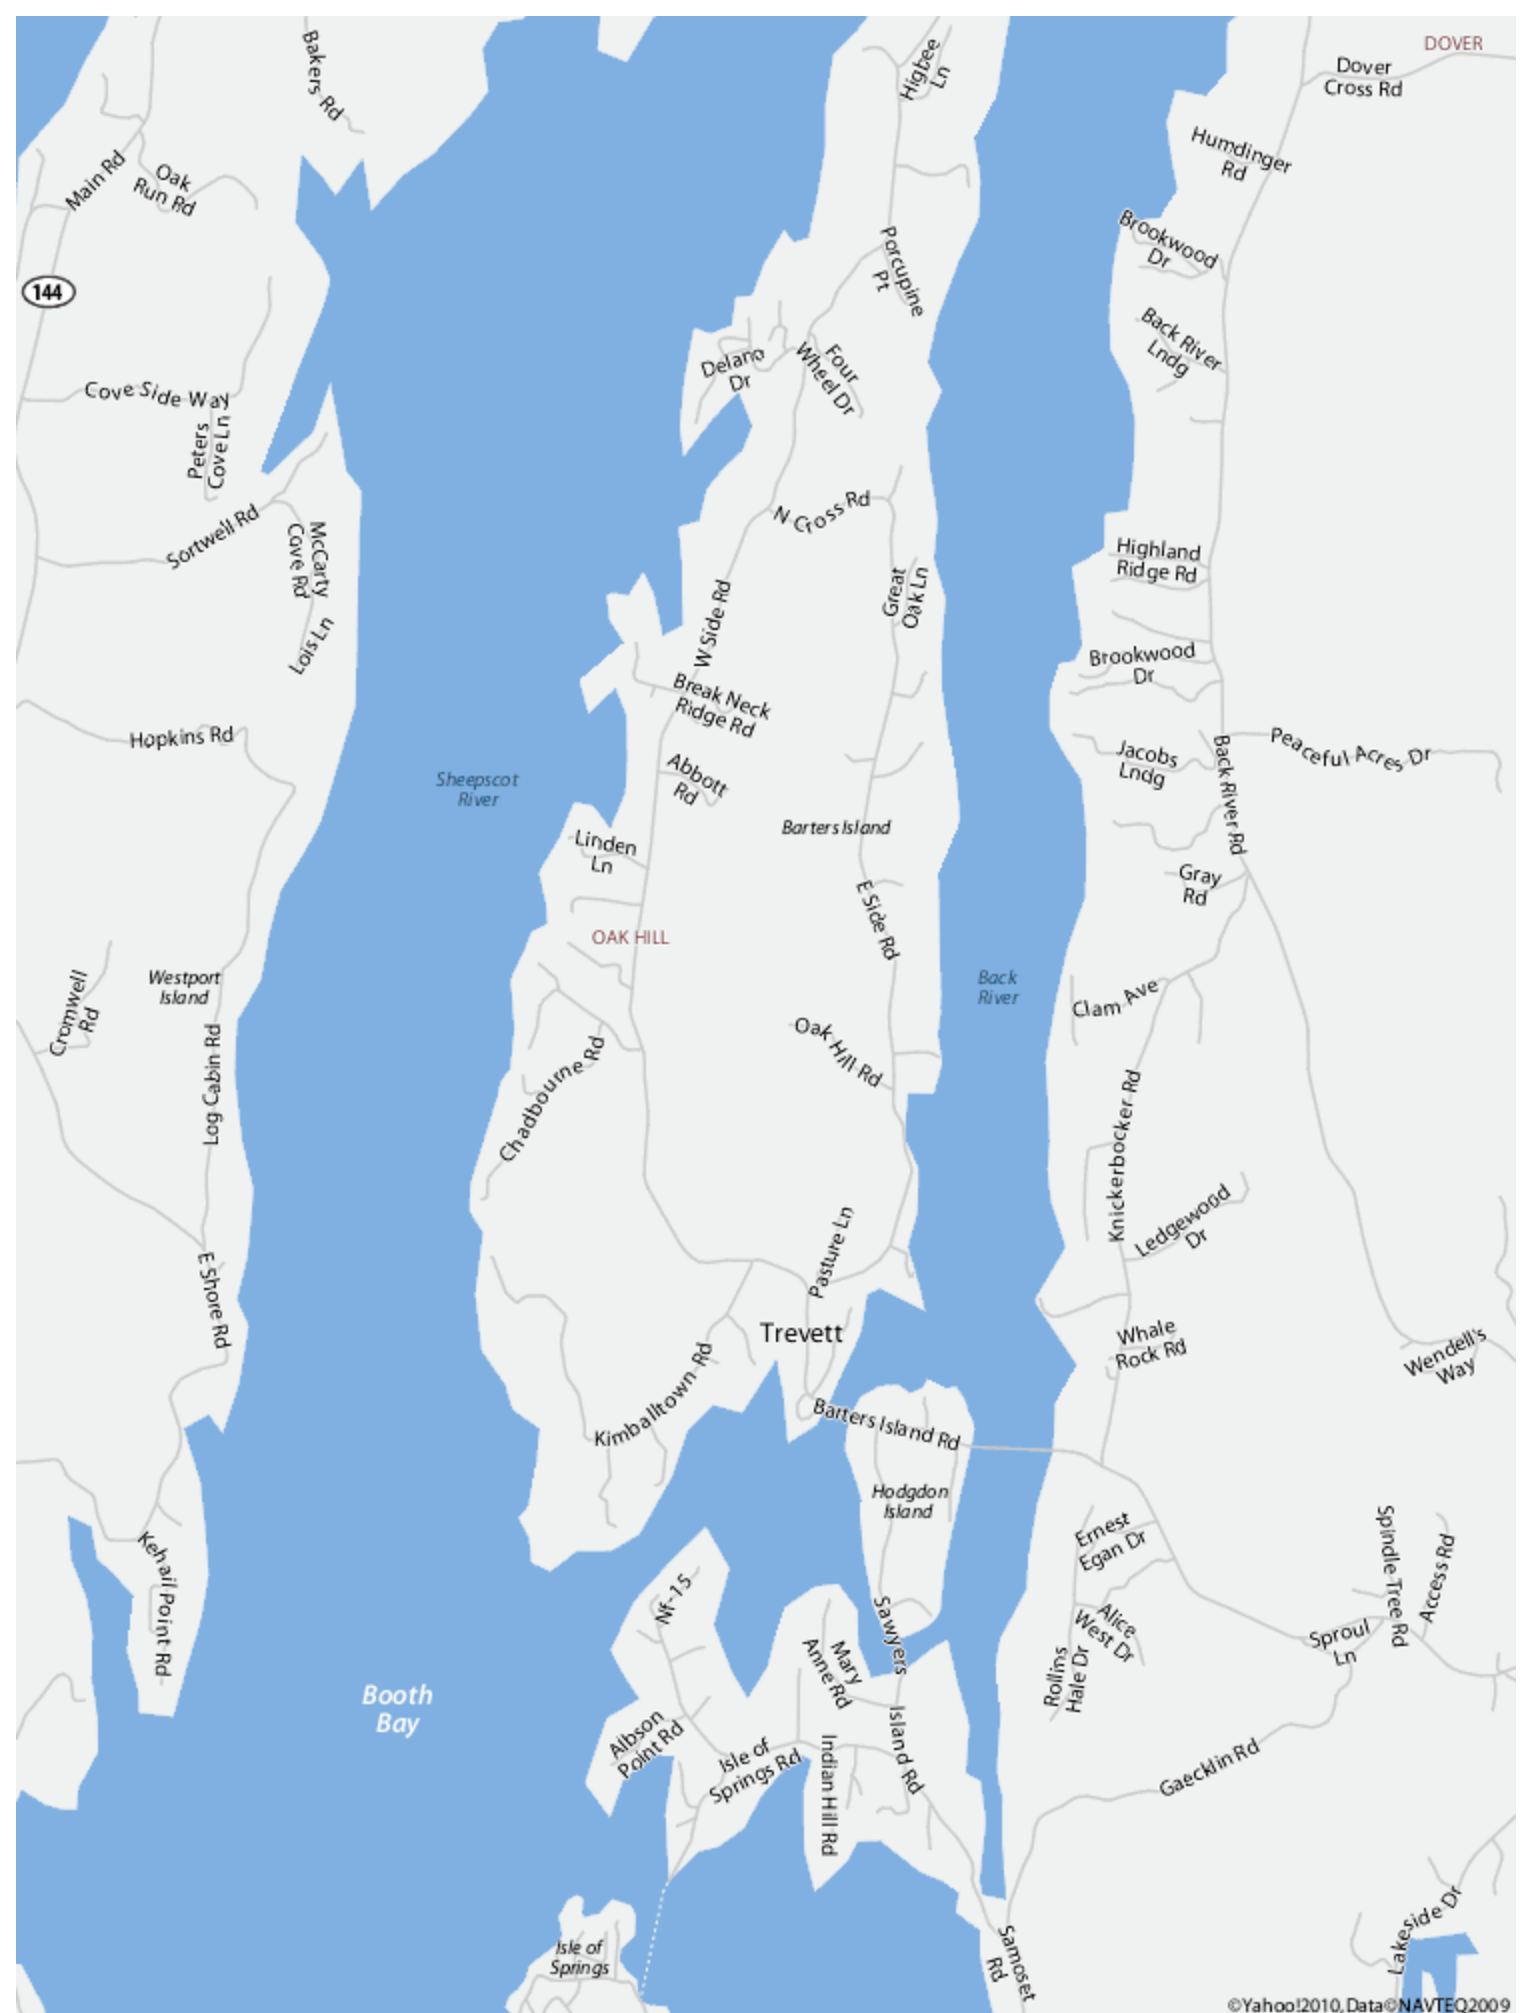 DOVER
Dover
Cross Rd
Higbee
Ln
Bakers Rd
Humdinger
Rd
Main Rd
Oak
Run Rd
Brookwood
Dr
Porcupine
Pt
144
Back River
Lndg
Delano
Dr
Four
Wheel Dr
Cove Side Way
Peters
Cove Ln
N Cross Rd
Sortwell Rd
McCarty
Cove Rd
Highland
Ridge Rd
Great
Oak Ln
W Side Rd
Lois Ln
Brookwood
Dr
Break Neck
Ridge Rd
Hopkins Rd
Peaceful Acres Dr
Jacobs
Lndg
Back River Rd
Abbott
Rd
Sheepscot
River
Barters Island
Linden
Ln
Gray
Rd
E Side Rd
OAK HILL
Westport
Island
Cromwell
Rd
Back
River
Clam Ave
Oak Hill Rd
Log Cabin Rd
Chadbourne Rd
Knickerbocker Rd
Ledgewood
Dr
Pasture Ln
E Shore Rd
Trevett
Whale
Rock Rd
Wendell's
Way
Kimballtown Rd
Barters Island Rd
Hodgdon
Island
Ernest
Egan Dr
Spindle Tree Rd
Access Rd
Kehail Point Rd
Nf-15
Sawyers
Island Rd
Alice
West Dr
Sproul
Ln
Mary
Anne Rd
Rollins
Hale Dr
Booth
Bay
Albson
Point Rd
Isle of
Springs Rd
Indian Hill Rd
Gaecklin Rd
Lakeside Dr
Isle of
Springs
Samoset
Rd
©Yahoo!2010, Data©NAVTEQ2009